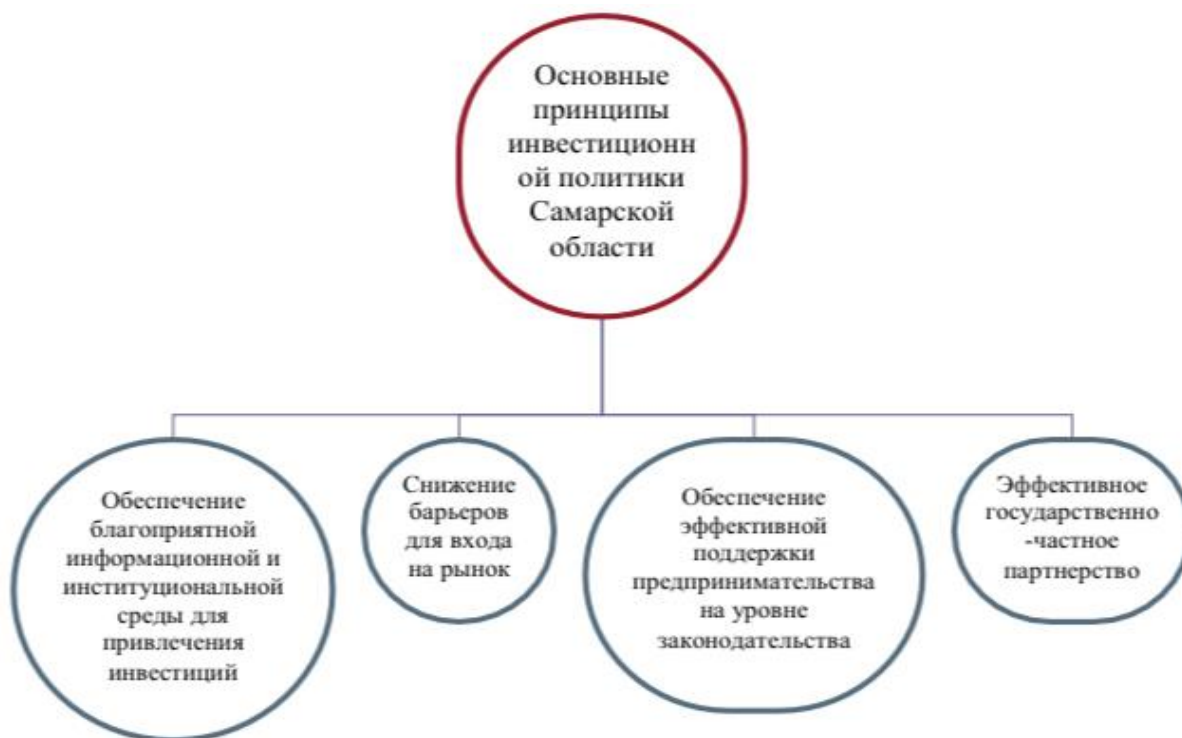 Основные
принципы
инвестиционн
ой политики
Самарской
области
Обеспечение
благоприятной
информационной и
институциональной
среды для
привлечения
инвестиций
Снижение
барьеров
для входа
на рынок
Обеспечение
эффективной
поддержки
предпринимательства
на уровне
законодательства
Эффективное
государственно
-частное
партнерство